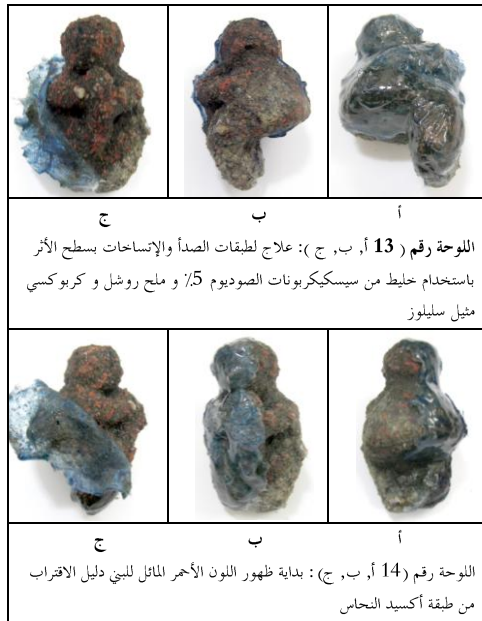 أ ب ج
اللوحة رقم ( 13 أ, ب, ج ): علاج لطبقات الصدأ والإتساخات بسطح الأثر
باستخدام خليط من سيسكيكربونات الصوديوم 5٪ و ملح روشل و كربوكسي
مثيل سليلوز
أ ب ج
اللوحة رقم (14 أ, ب, ج): بداية ظهور اللون الأحمر المائل للبني دليل الاقتراب
من طبقة أكسيد النحاس